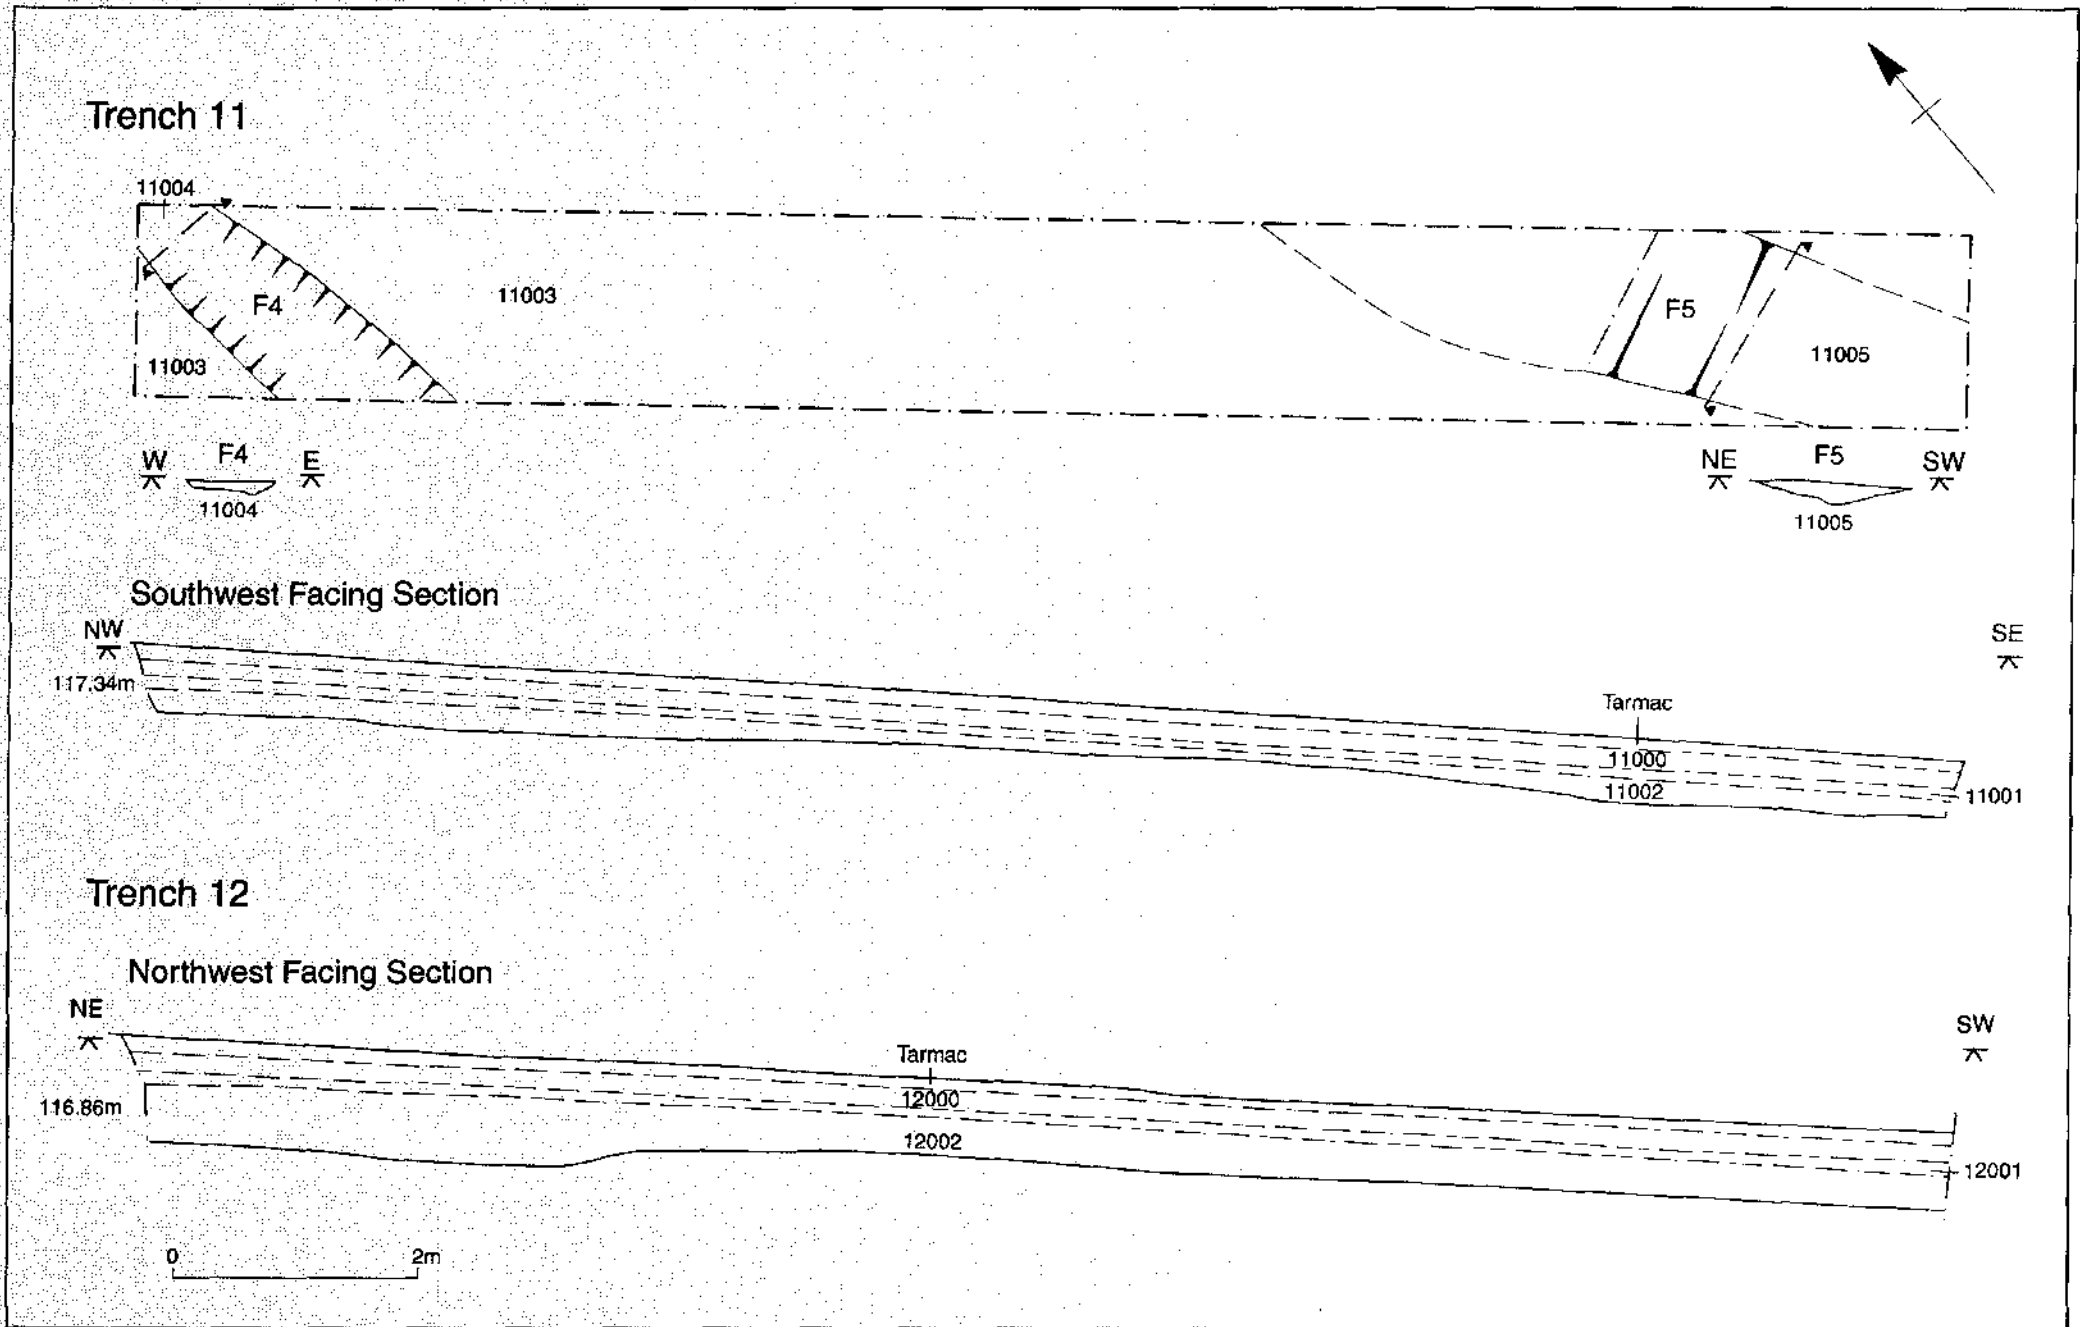 Trench 11
11004
F4
11003
11003
F5
11005
W F4 E
11004
NE F5 SW
11005
Southwest Facing Section
NW
SE
117.34m
Tarmac
11000
11002
11001
Trench 12
Northwest Facing Section
NE
SW
Tarmac
116.86m
12000
12002
12001
0 2m